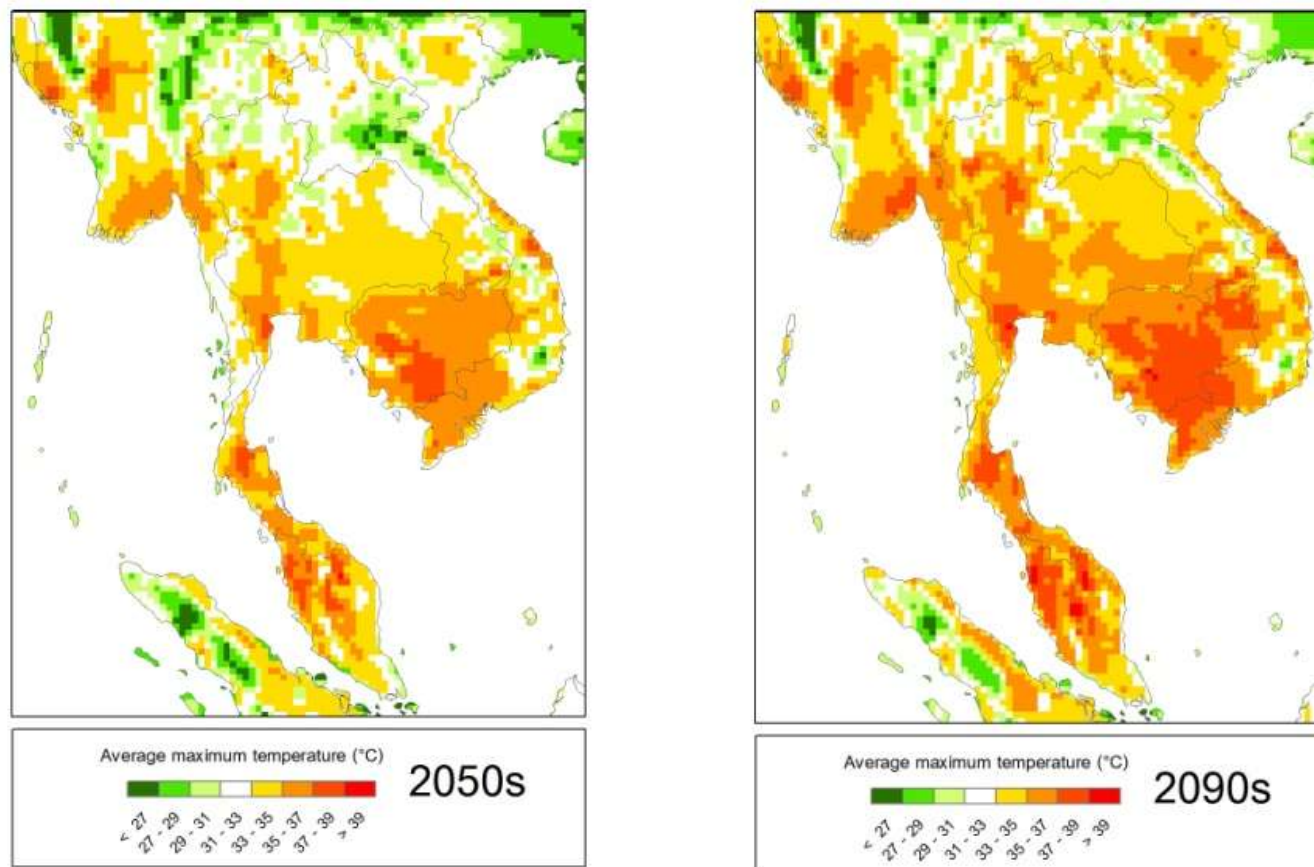 Average maximum temperature (°C)
2050s
< 27
27 - 29
29 - 31
31 - 33
33 - 35
35 - 37
37 - 39
> 39
Average maximum temperature (°C)
2090s
< 27
27 - 29
29 - 31
31 - 33
33 - 35
35 - 37
37 - 39
> 39